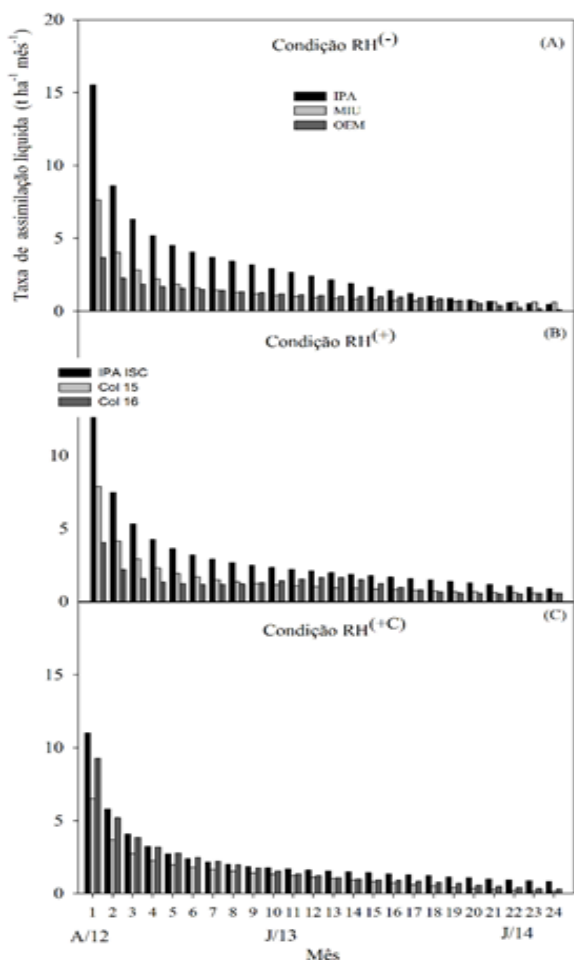 Taxa de assimilação líquida (t ha⁻¹ mês⁻¹)
20
15
10
5
0
Condição RH(-)
(A)
IPA
MIU
OEM
Condição RH(+)
(B)
IPA ISC
Col 15
Col 16
10
5
0
Condição RH(+C)
(C)
15
10
5
0
1 2 3 4 5 6 7 8 9 10 11 12 13 14 15 16 17 18 19 20 21 22 23 24
A/12 J/13 J/14
Mês